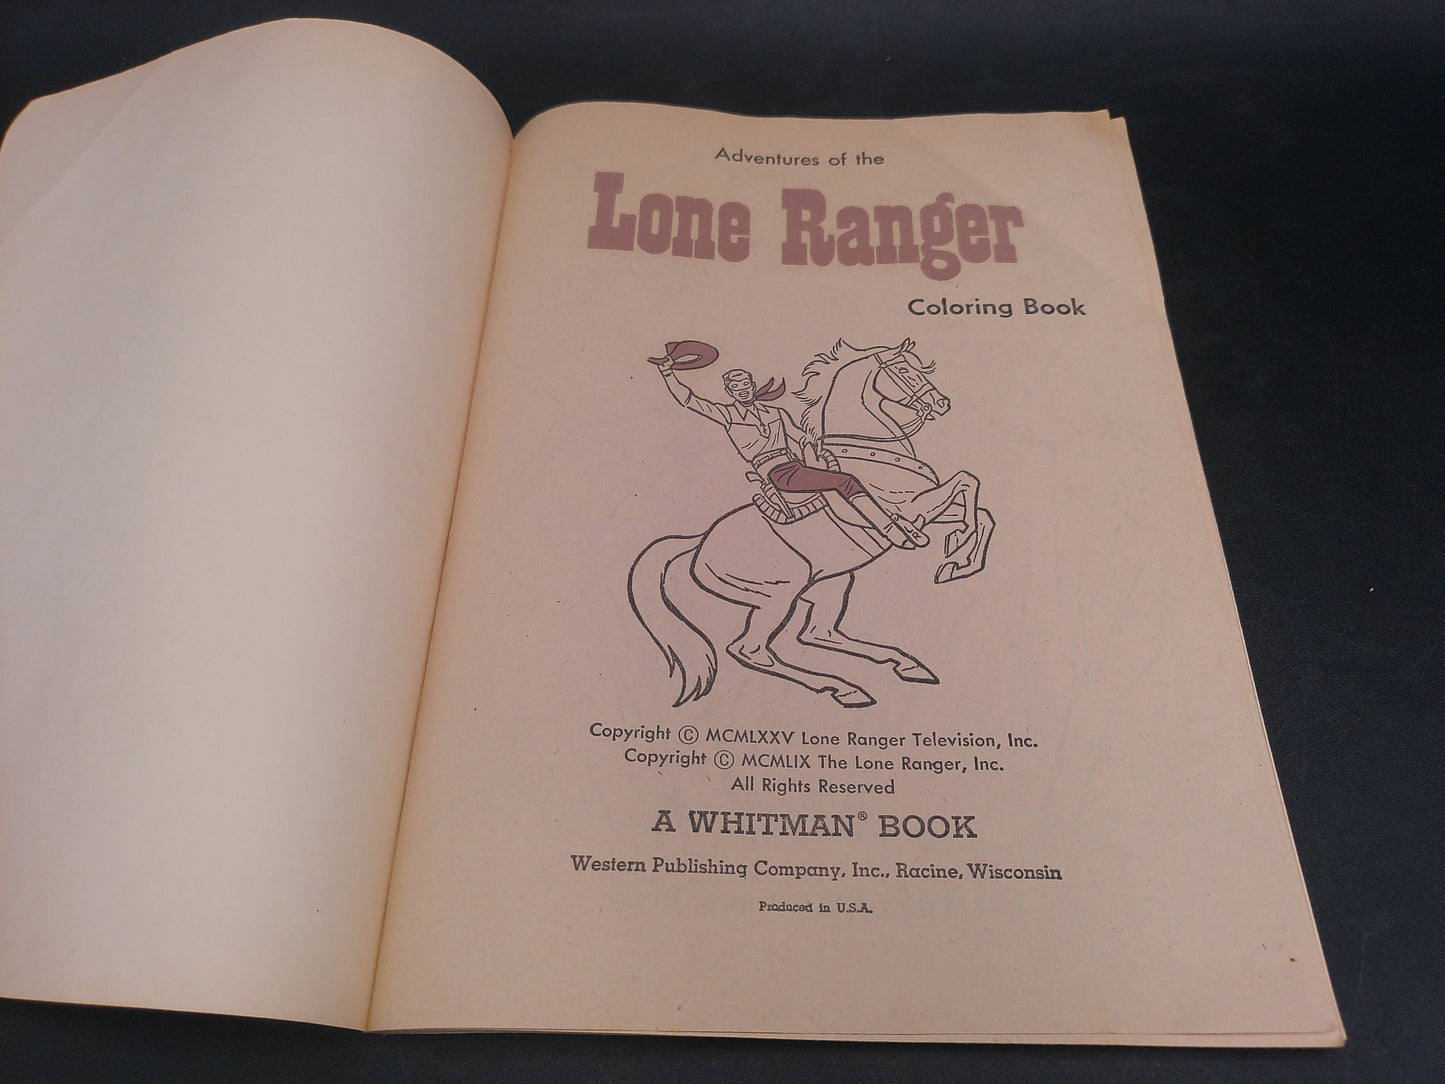 Adventures of the
Lone Ranger
Coloring Book
Copyright © MCMLXXV Lone Ranger Television, Inc.
Copyright © MCMLIX The Lone Ranger, Inc.
All Rights Reserved
A WHITMAN® BOOK
Western Publishing Company, Inc., Racine, Wisconsin
Produced in U.S.A.